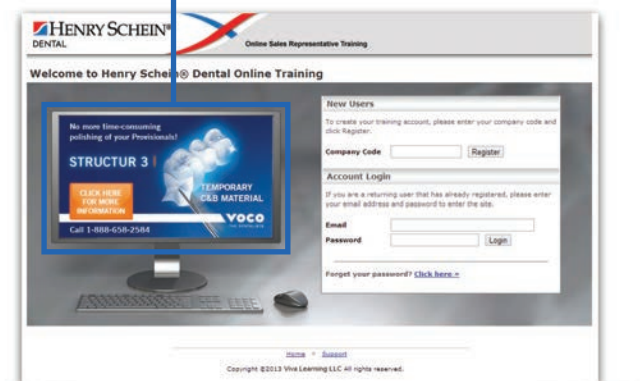 HENRY SCHEIN®
DENTAL
Online Sales Representative Training
Welcome to Henry Schein® Dental Online Training
No more time-consuming
polishing of your Provisionals!
STRUCTUR 3
CLICK HERE
FOR MORE
INFORMATION
TEMPORARY
C&B MATERIAL
VOCO
THE DENTALISTS
Call 1-888-658-2584
New Users
To create your training account, please enter your company code and
click Register.
Company Code
Register
Account Login
If you are a returning user that has already registered, please enter
your email address and password to enter the site.
Email
Password
Login
Forget your password? Click here »
Home
Support
Copyright ©2013 Viva Learning LLC All rights reserved.